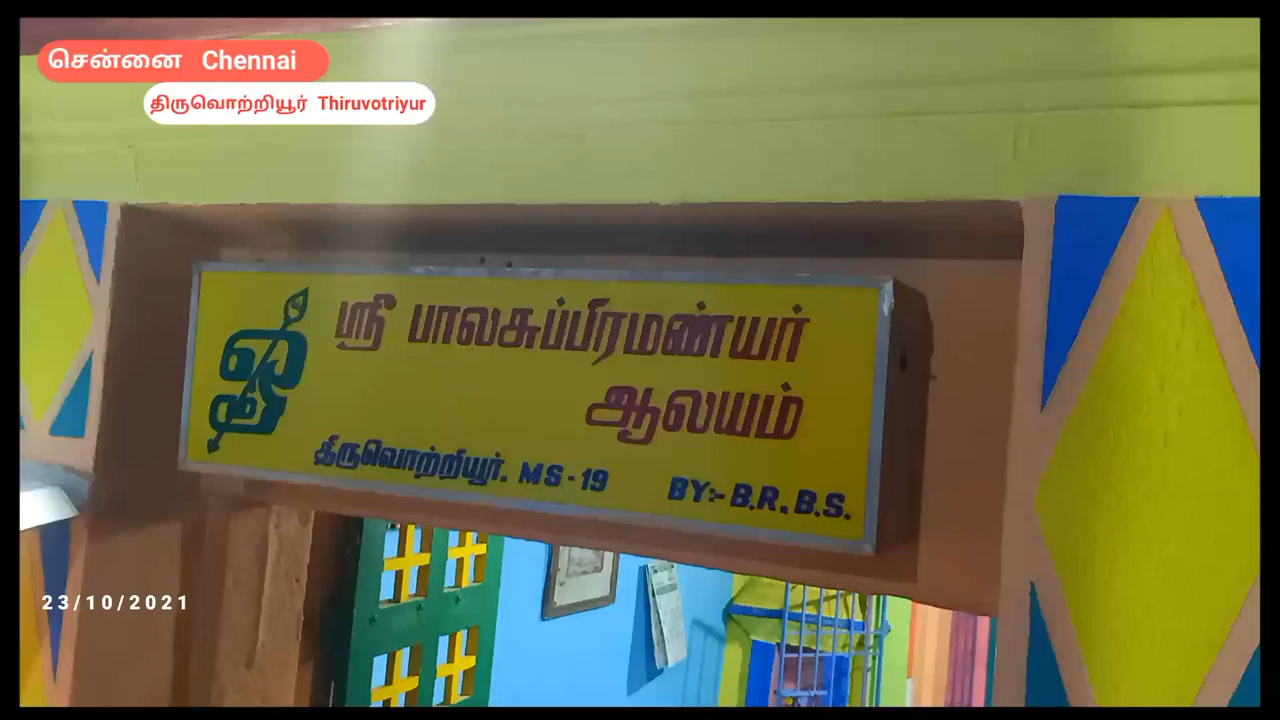 சென்னை Chennai
திருவொற்றியூர் Thiruvotriyur
ஸ்ரீ பாலசுப்பிரமண்யர்
ஆலயம்
திருவொற்றியூர். MS-19 BY:- B.R.B.S.
23/10/2021